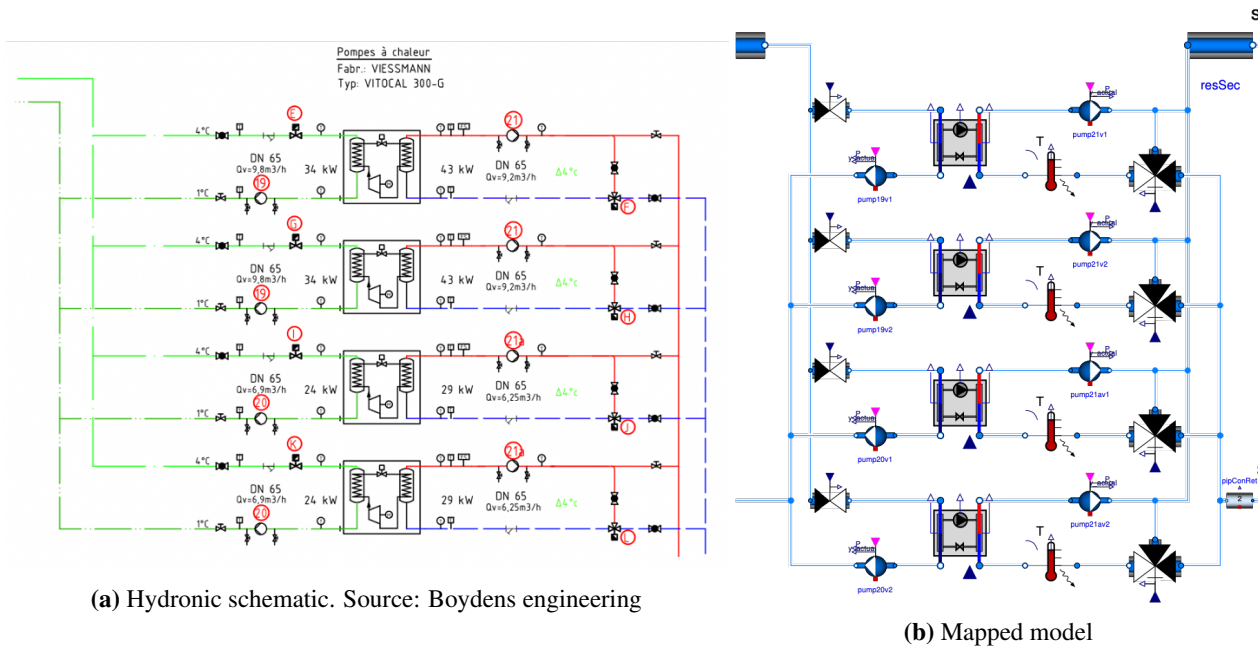 Pompes à chaleur
Fabr.: VIESSMANN
Typ: VITOCAL 300-G
E
21
4°C
DN 65
Qv=9,8m3/h
34 kW
43 kW
DN 65
Qv=9,2m3/h
Δ4°c
19
1°C
F
G
21
4°C
DN 65
Qv=9,8m3/h
34 kW
43 kW
DN 65
Qv=9,2m3/h
Δ4°c
19
1°C
H
I
21a
4°C
DN 65
Qv=6,9m3/h
24 kW
29 kW
DN 65
Qv=6,25m3/h
Δ4°c
20
1°C
J
K
21a
4°C
DN 65
Qv=6,9m3/h
24 kW
29 kW
DN 65
Qv=6,25m3/h
Δ4°c
20
1°C
L
(a) Hydronic schematic. Source: Boydens engineering
S
resSec
pump21v1
T
pump19v1
pump21v2
T
pump19v2
pump21av1
T
pump20v1
pipConRet
2
pump21av2
T
pump20v2
(b) Mapped model